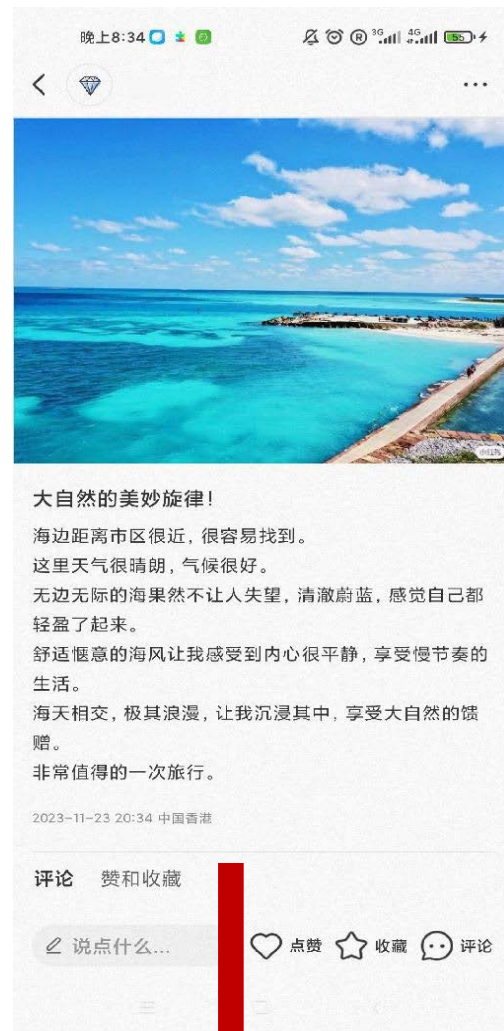 晚上8:34
3G 4G 55
小红书
大自然的美妙旋律!
海边距离市区很近,很容易找到。
这里天气很晴朗,气候很好。
无边无际的海果然不让人失望,清澈蔚蓝,感觉自己都
轻盈了起来。
舒适惬意的海风让我感受到内心很平静,享受慢节奏的
生活。
海天相交,极其浪漫,让我沉浸其中,享受大自然的馈
赠。
非常值得的一次旅行。
2023-11-23 20:34 中国香港
评论 赞和收藏
说点什么... 点赞 收藏 评论